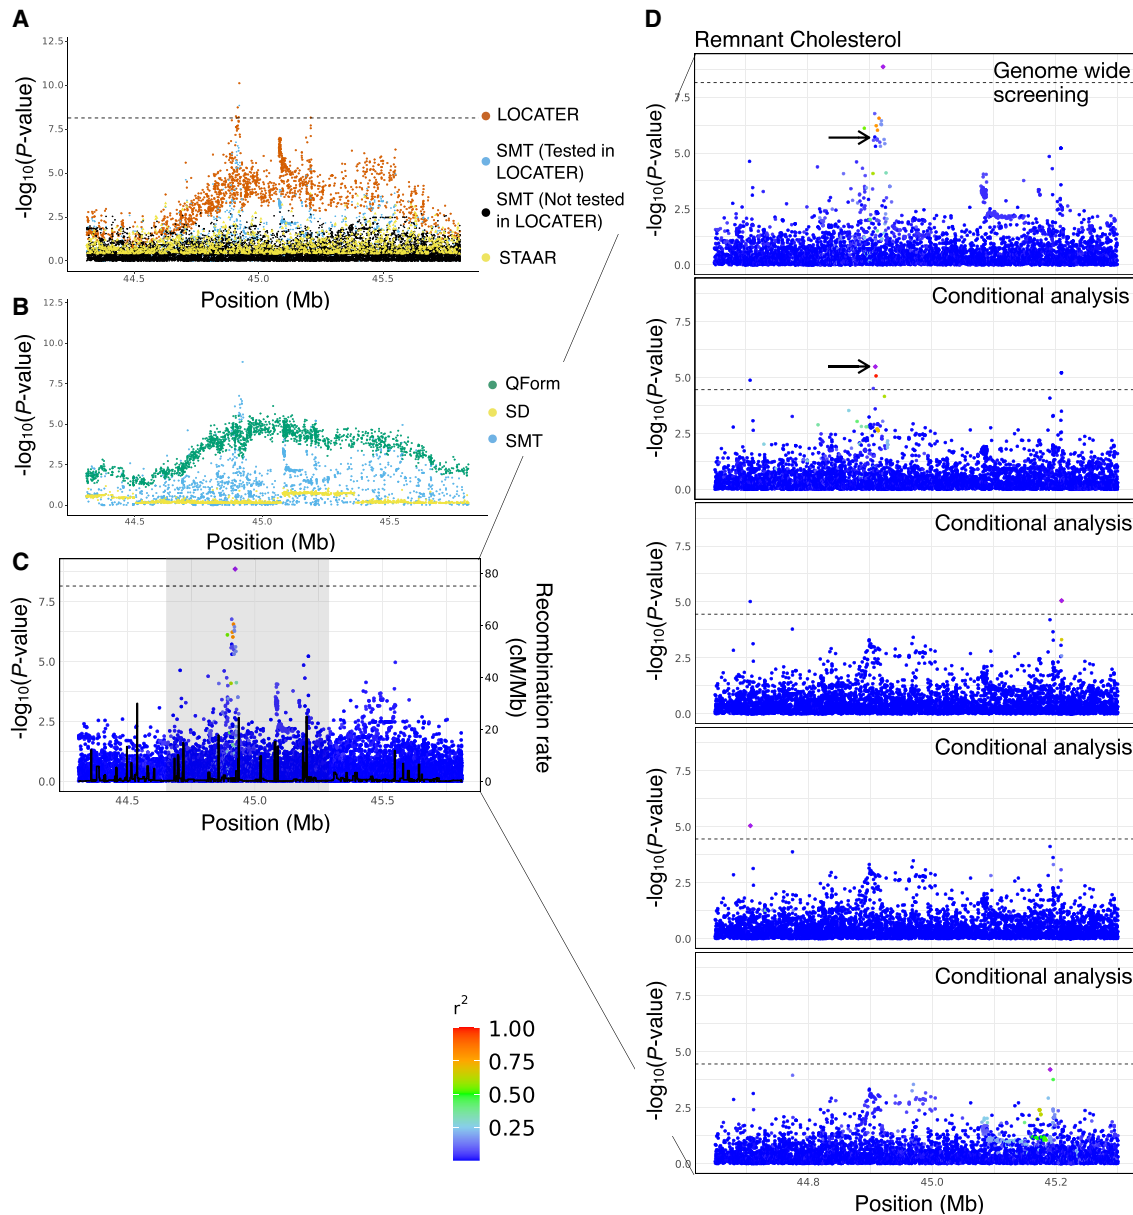 A
12.5
10.0
7.5
5.0
2.5
0.0
-log10(P-value)
44.5
45.0
45.5
Position (Mb)
LOCATER
SMT (Tested in
LOCATER)
SMT (Not tested
in LOCATER)
STAAR
B
12.5
10.0
7.5
5.0
2.5
0.0
-log10(P-value)
44.5
45.0
45.5
Position (Mb)
QForm
SD
SMT
C
7.5
5.0
2.5
0.0
-log10(P-value)
80
60
40
20
0
Recombination rate
(cM/Mb)
44.5
45.0
45.5
Position (Mb)
r2
1.00
0.75
0.50
0.25
D
Remnant Cholesterol
Genome wide
screening
7.5
5.0
2.5
0.0
-log10(P-value)
Conditional analysis
7.5
5.0
2.5
0.0
-log10(P-value)
Conditional analysis
7.5
5.0
2.5
0.0
-log10(P-value)
Conditional analysis
7.5
5.0
2.5
0.0
-log10(P-value)
Conditional analysis
7.5
5.0
2.5
0.0
-log10(P-value)
44.8
45.0
45.2
Position (Mb)